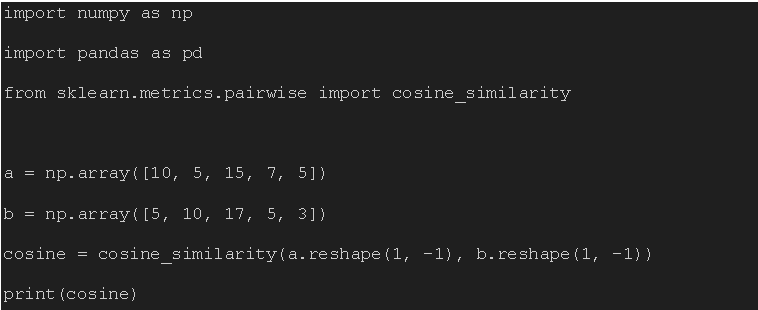 import numpy as np
import pandas as pd
from sklearn.metrics.pairwise import cosine_similarity
a = np.array([10, 5, 15, 7, 5])
b = np.array([5, 10, 17, 5, 3])
cosine = cosine_similarity(a.reshape(1, -1), b.reshape(1, -1))
print(cosine)